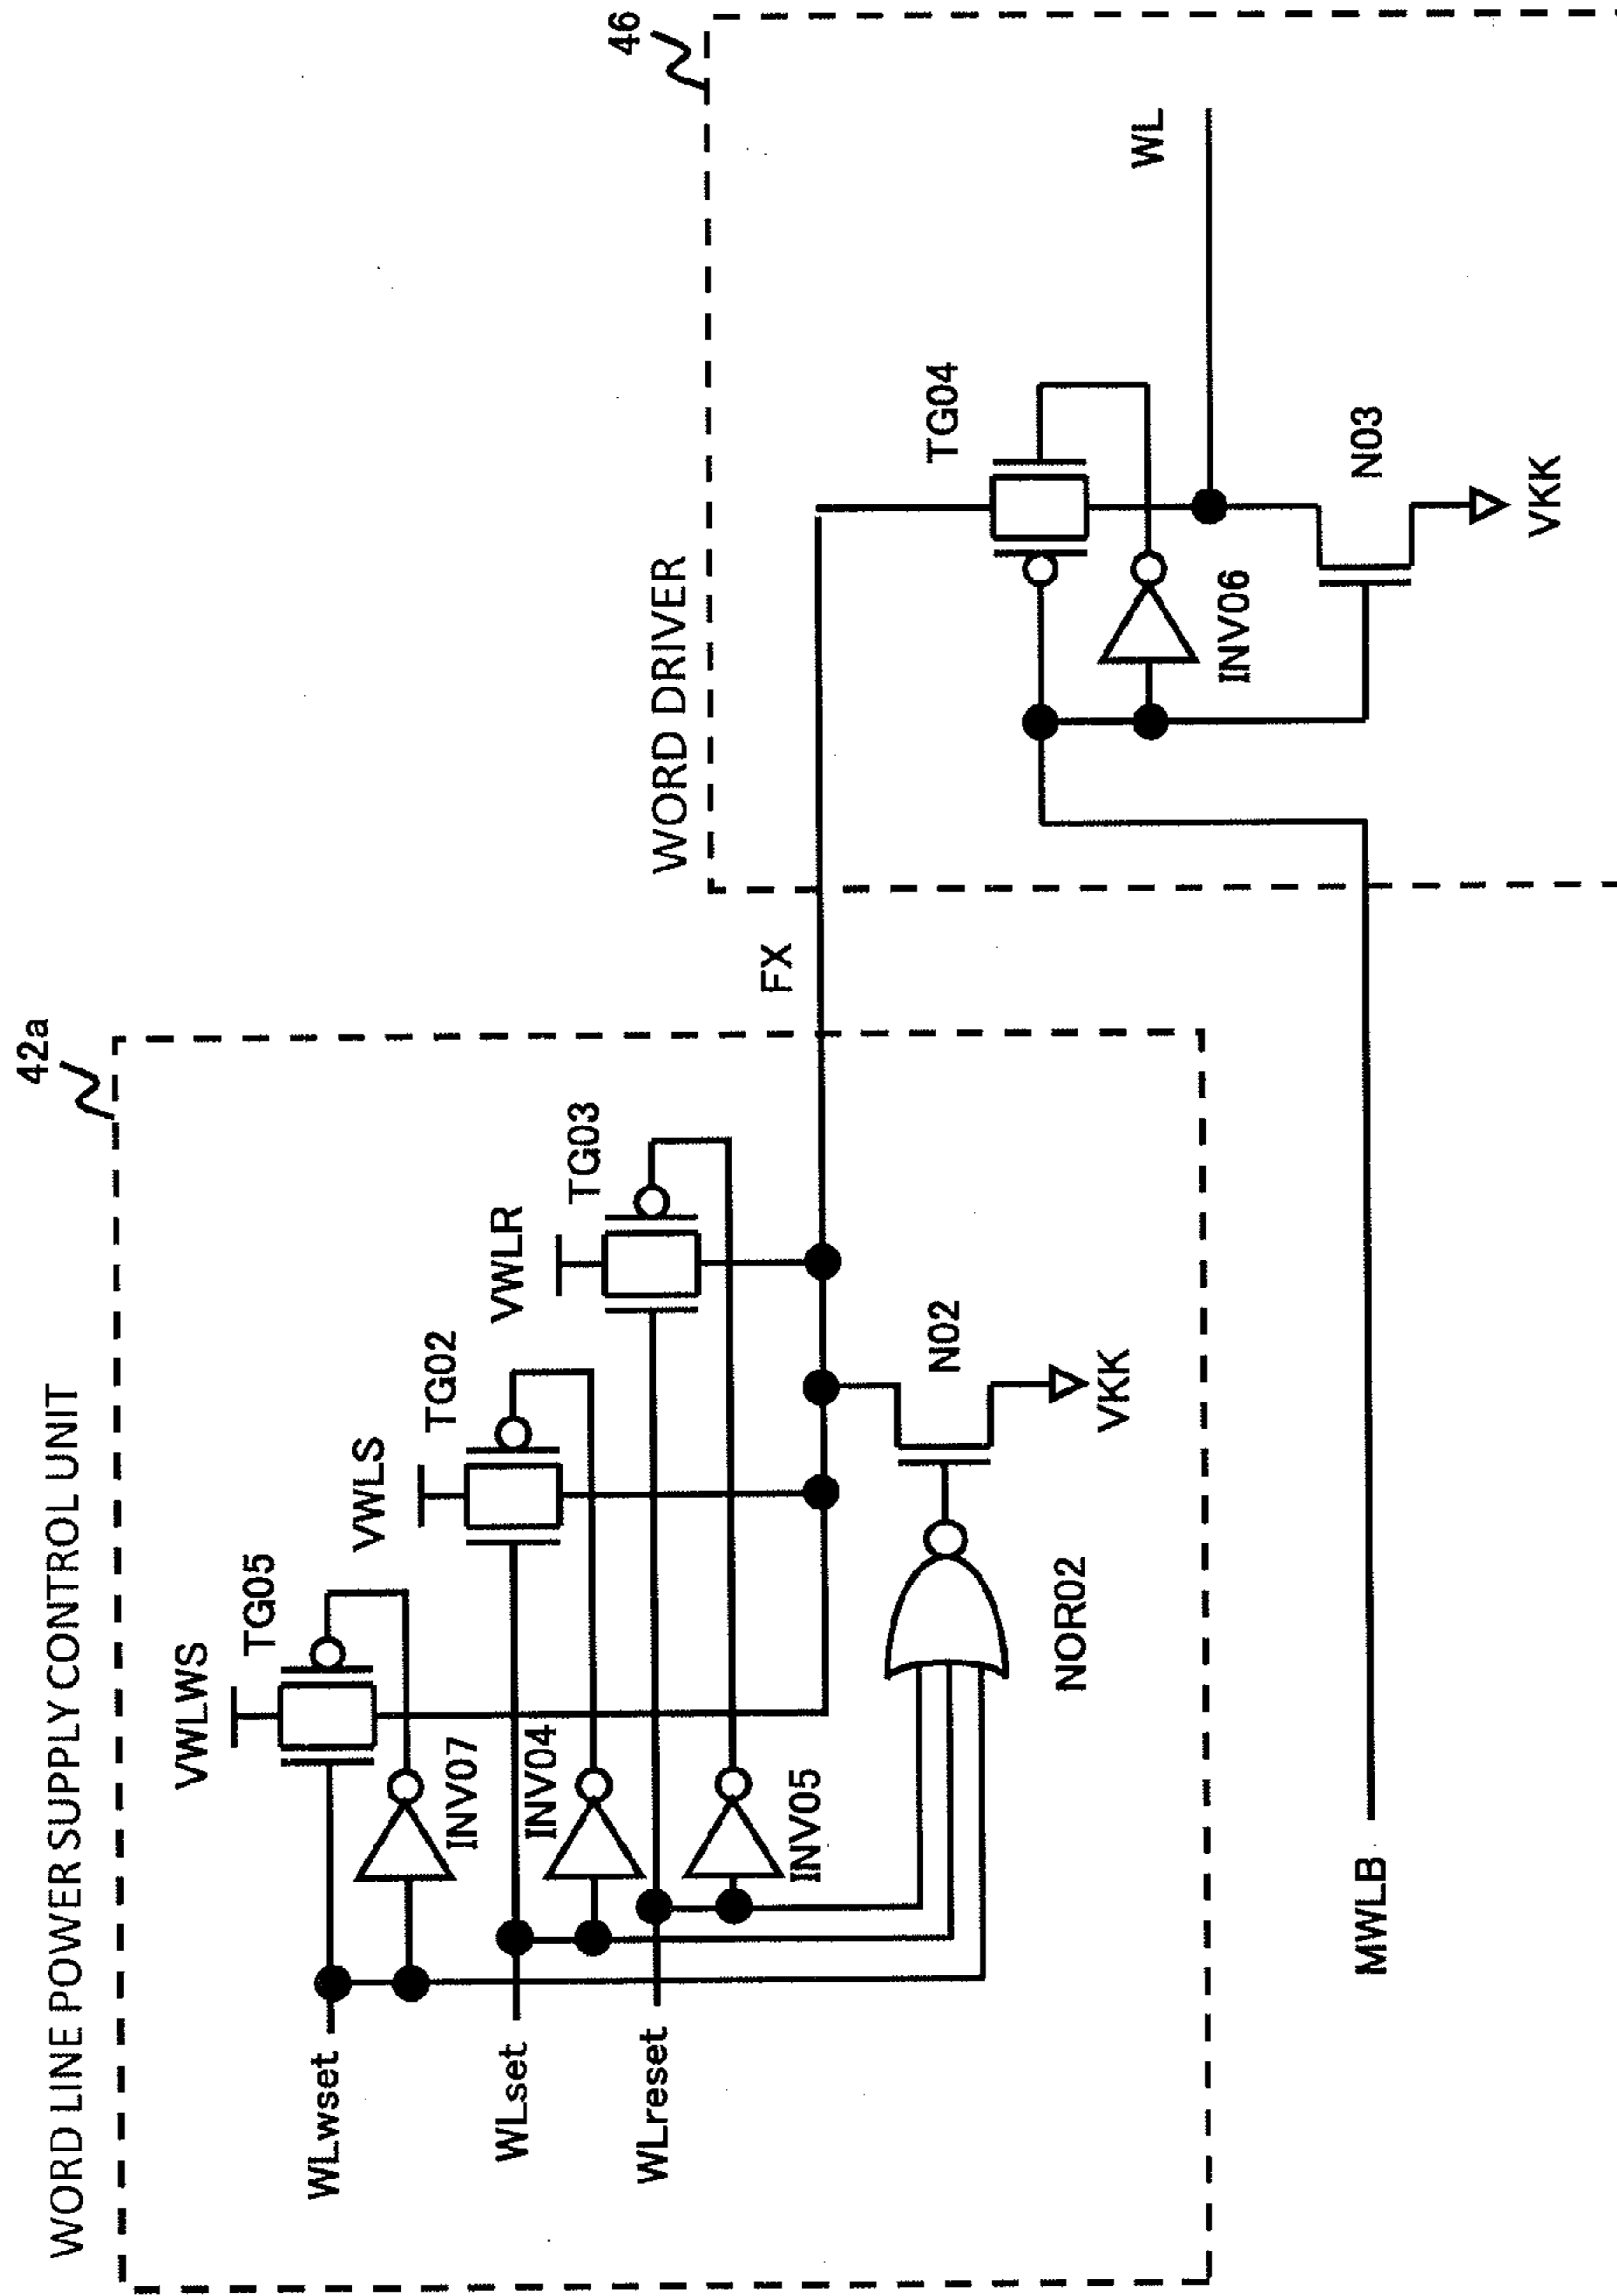 WORD LINE POWER SUPPLY CONTROL UNIT
42a
VWLWS
TG05
VWLS
TG02
VWLR
TG03
WLwset
INV07
WLset
INV04
WLreset
INV05
NOR02
N02
VKK
FX
MWLB
WORD DRIVER
46
TG04
WL
INV06
N03
VKK